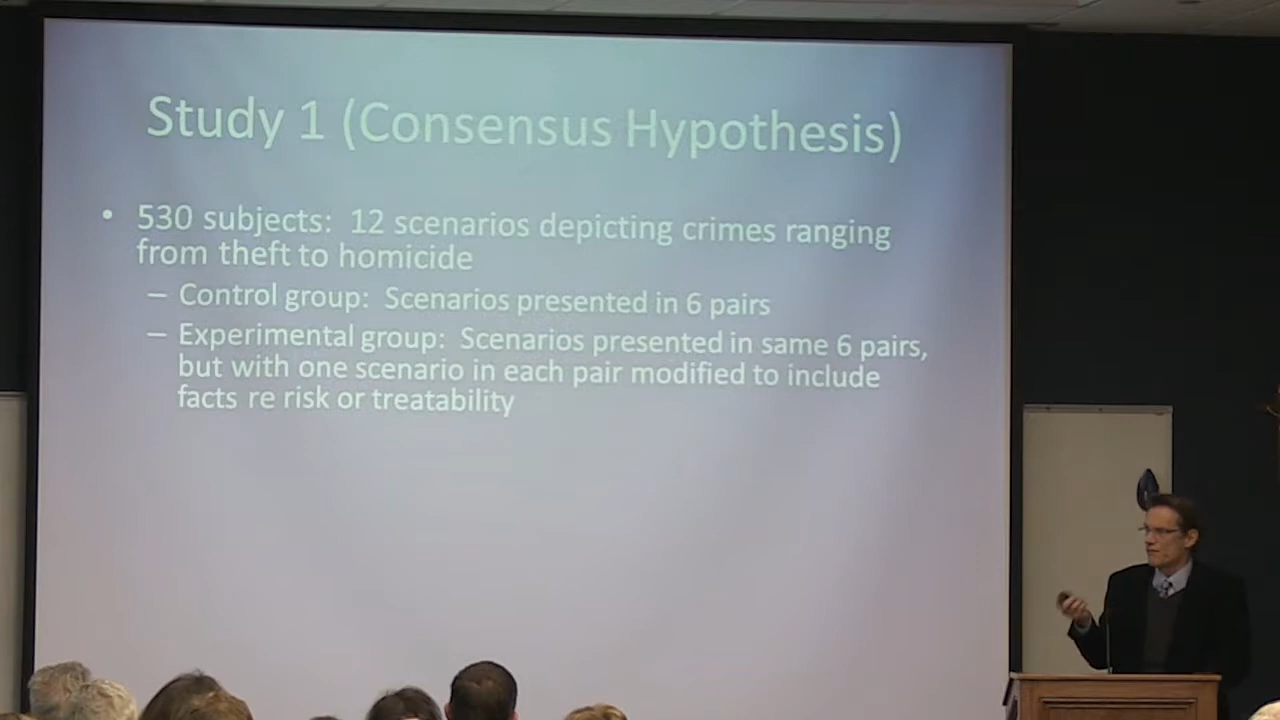 Study 1 (Consensus Hypothesis)
• 530 subjects: 12 scenarios depicting crimes ranging
from theft to homicide
– Control group: Scenarios presented in 6 pairs
– Experimental group: Scenarios presented in same 6 pairs,
but with one scenario in each pair modified to include
facts re risk or treatability